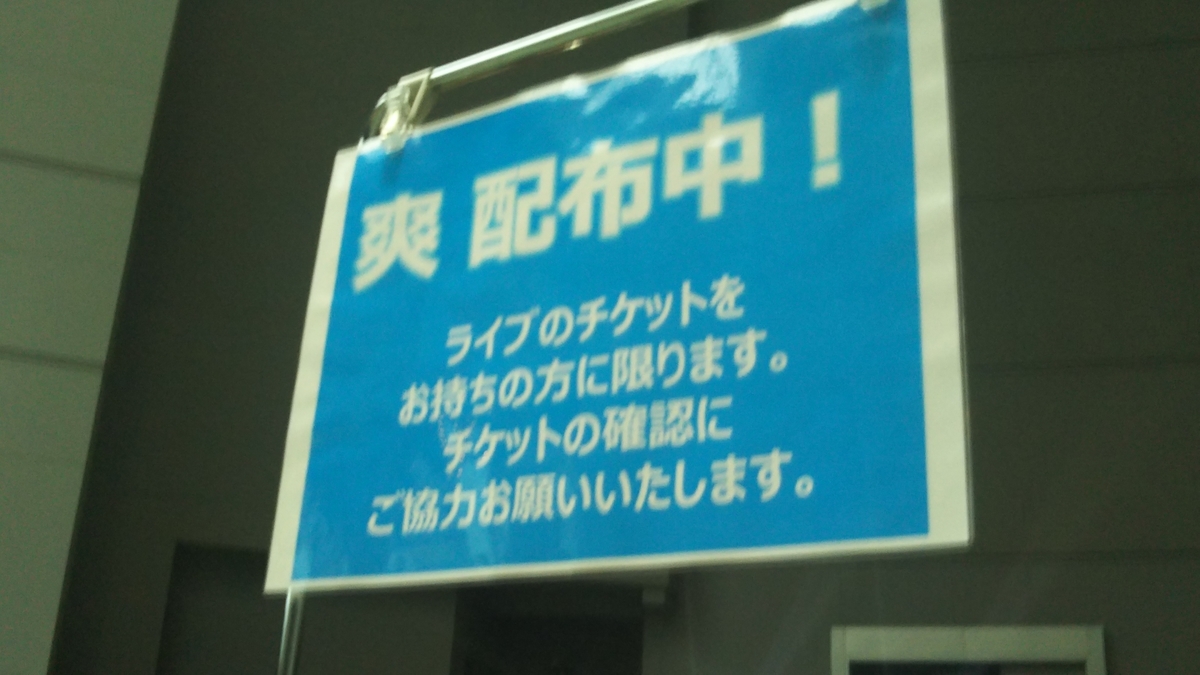 爽 配布中！
ライブのチケットを
お持ちの方に限ります。
チケットの確認に
ご協力お願いいたします。